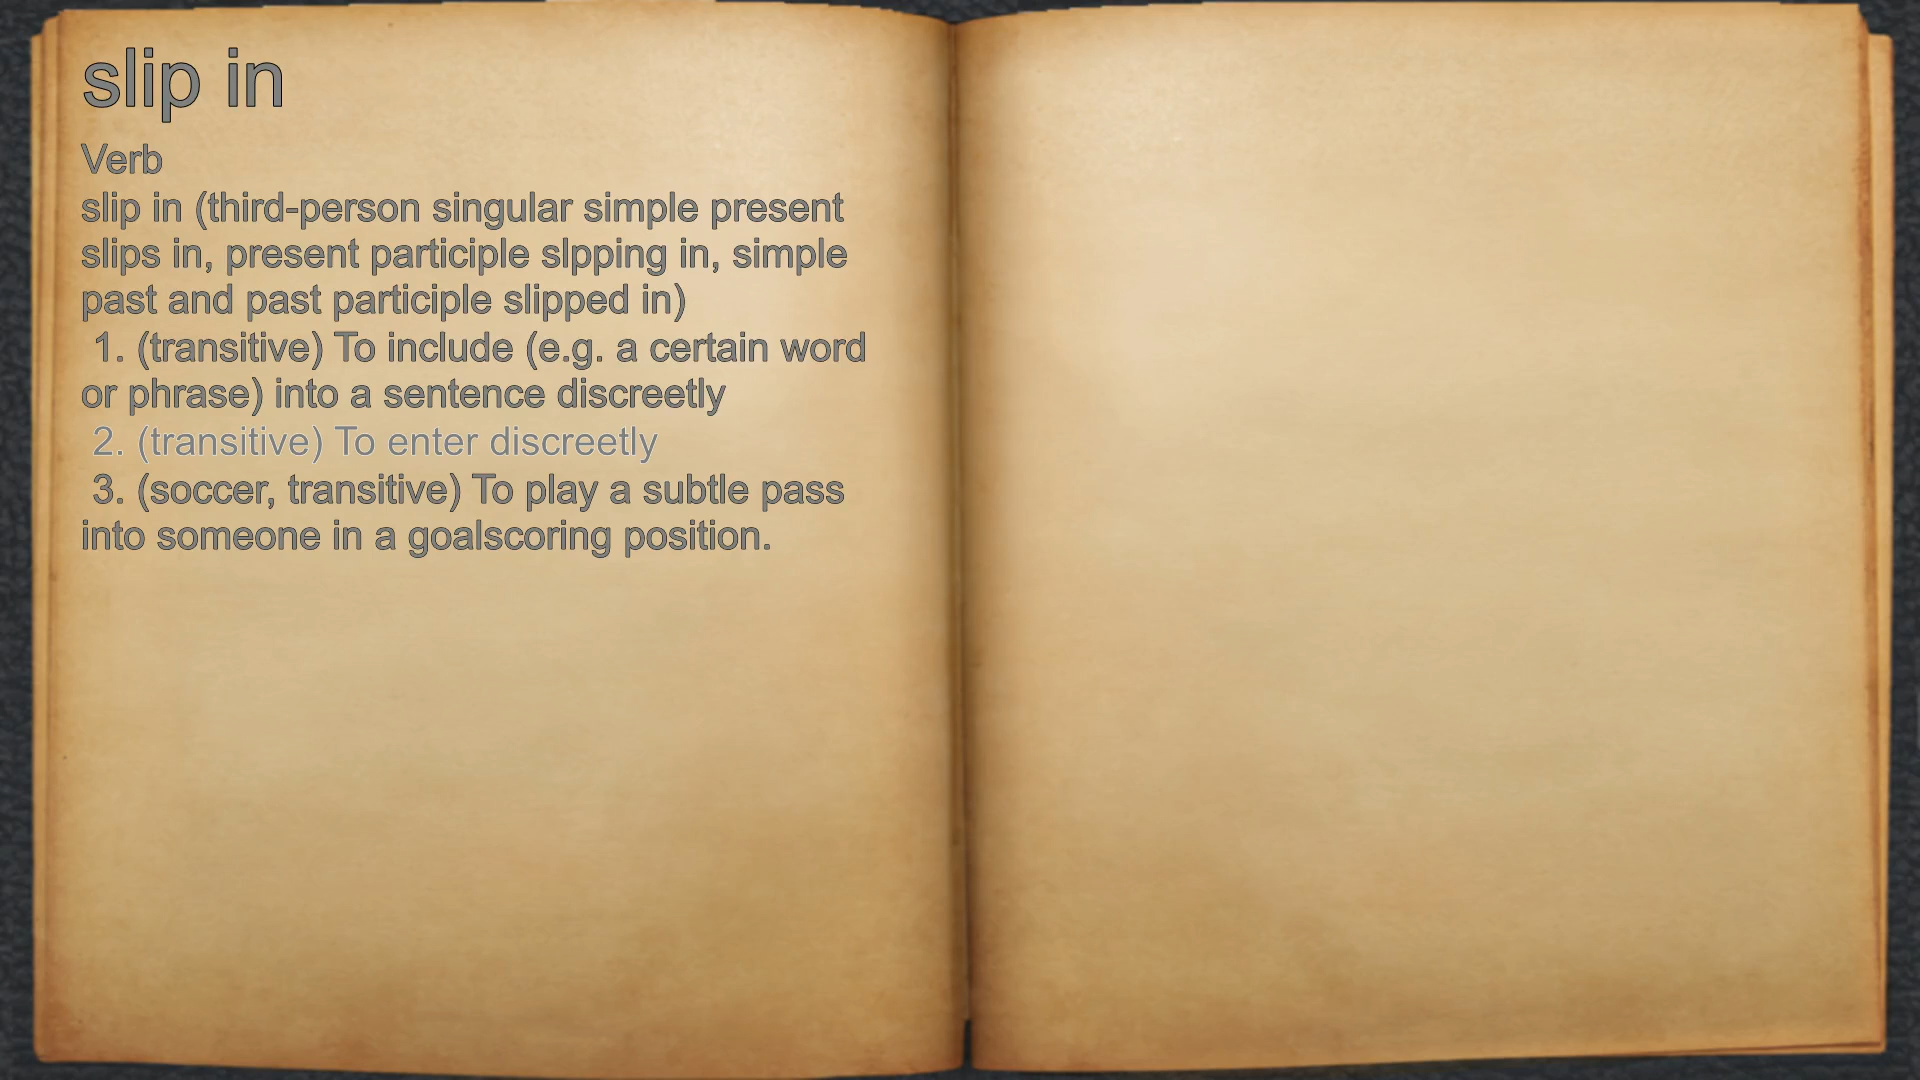 slip in
Verb
slip in (third-person singular simple present
slips in, present participle slpping in, simple
past and past participle slipped in)
1. (transitive) To include (e.g. a certain word
or phrase) into a sentence discreetly
2. (transitive) To enter discreetly
3. (soccer, transitive) To play a subtle pass
into someone in a goalscoring position.